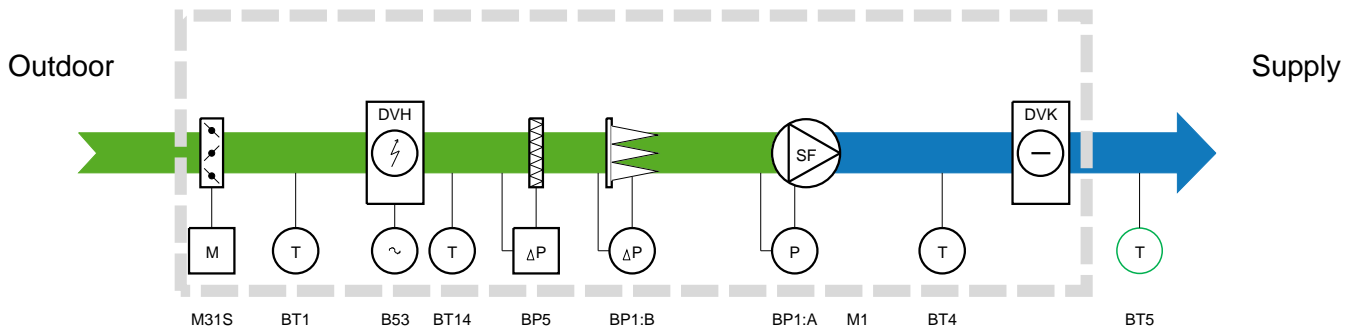 Outdoor
Supply
DVH
DVK
SF
M
T
~
T
ΔP
ΔP
P
T
T
M31S BT1 B53 BT14 BP5 BP1:B BP1:A M1 BT4 BT5